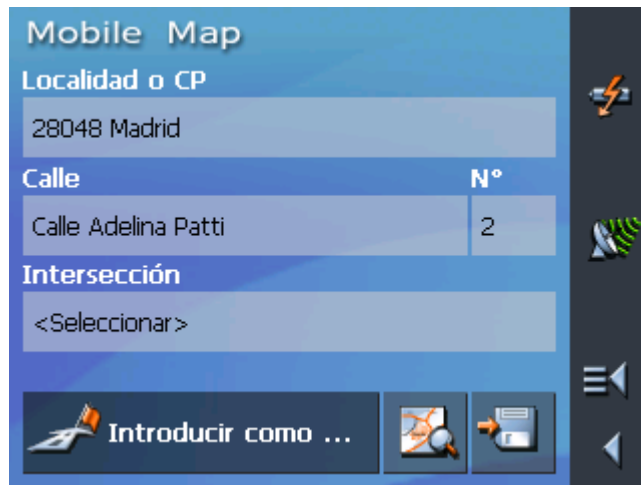 Mobile Map
Localidad o CP
28048 Madrid
Calle Nº
Calle Adelina Patti 2
Intersección
<Seleccionar>
Introducir como ...